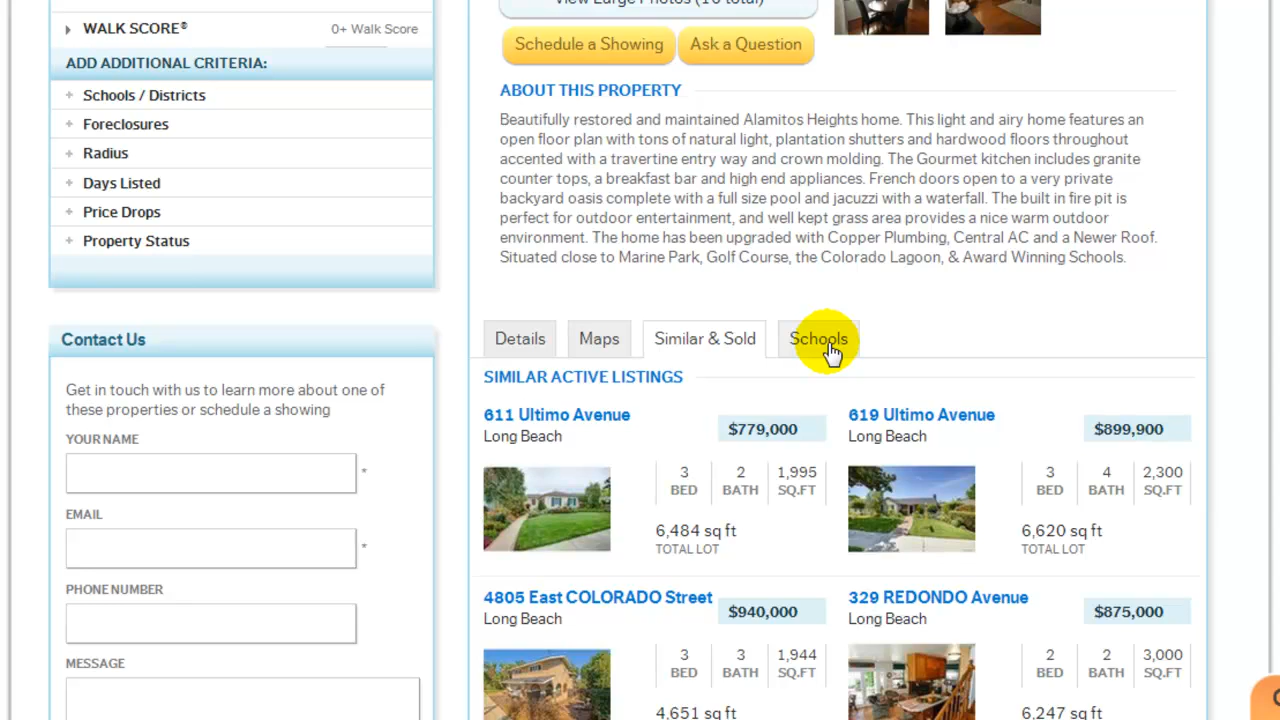 View Large Photos (16 total)
WALK SCORE®
0+ Walk Score
Schedule a Showing
Ask a Question
ADD ADDITIONAL CRITERIA:
Schools / Districts
Foreclosures
Radius
Days Listed
Price Drops
Property Status
ABOUT THIS PROPERTY
Beautifully restored and maintained Alamitos Heights home. This light and airy home features an
open floor plan with tons of natural light, plantation shutters and hardwood floors throughout
accented with a travertine entry way and crown molding. The Gourmet kitchen includes granite
counter tops, a breakfast bar and high end appliances. French doors open to a very private
backyard oasis complete with a full size pool and jacuzzi with a waterfall. The built in fire pit is
perfect for outdoor entertainment, and well kept grass area provides a nice warm outdoor
environment. The home has been upgraded with Copper Plumbing, Central AC and a Newer Roof.
Situated close to Marine Park, Golf Course, the Colorado Lagoon, & Award Winning Schools.
Contact Us
Get in touch with us to learn more about one of
these properties or schedule a showing
YOUR NAME
*
EMAIL
*
PHONE NUMBER
MESSAGE
Details
Maps
Similar & Sold
Schools
SIMILAR ACTIVE LISTINGS
611 Ultimo Avenue
Long Beach
$779,000
3 BED
2 BATH
1,995 SQ.FT
6,484 sq ft
TOTAL LOT
619 Ultimo Avenue
Long Beach
$899,900
3 BED
4 BATH
2,300 SQ.FT
6,620 sq ft
TOTAL LOT
4805 East COLORADO Street
Long Beach
$940,000
3 BED
3 BATH
1,944 SQ.FT
4,651 sq ft
329 REDONDO Avenue
Long Beach
$875,000
2 BED
2 BATH
3,000 SQ.FT
6,247 sq ft